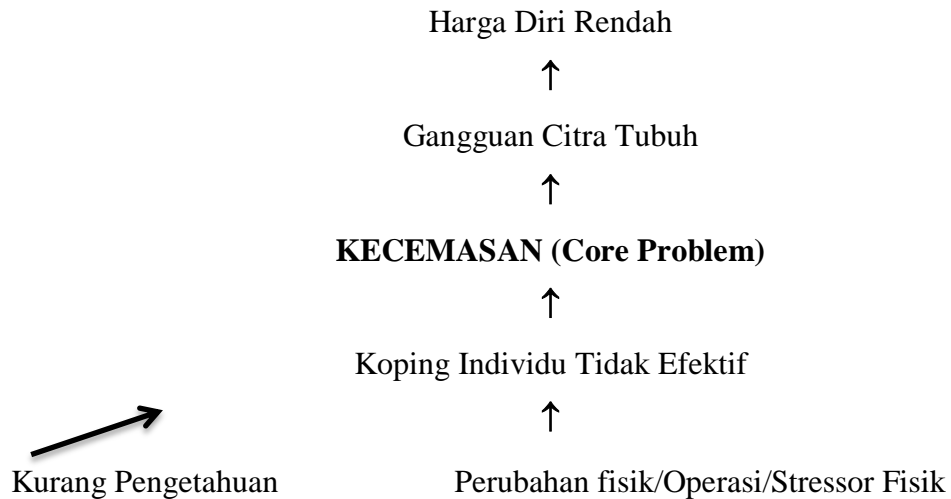 Harga Diri Rendah
↑
Gangguan Citra Tubuh
↑
KECEMASAN (Core Problem)
↑
Koping Individu Tidak Efektif
↑
Kurang Pengetahuan
Perubahan fisik/Operasi/Stressor Fisik